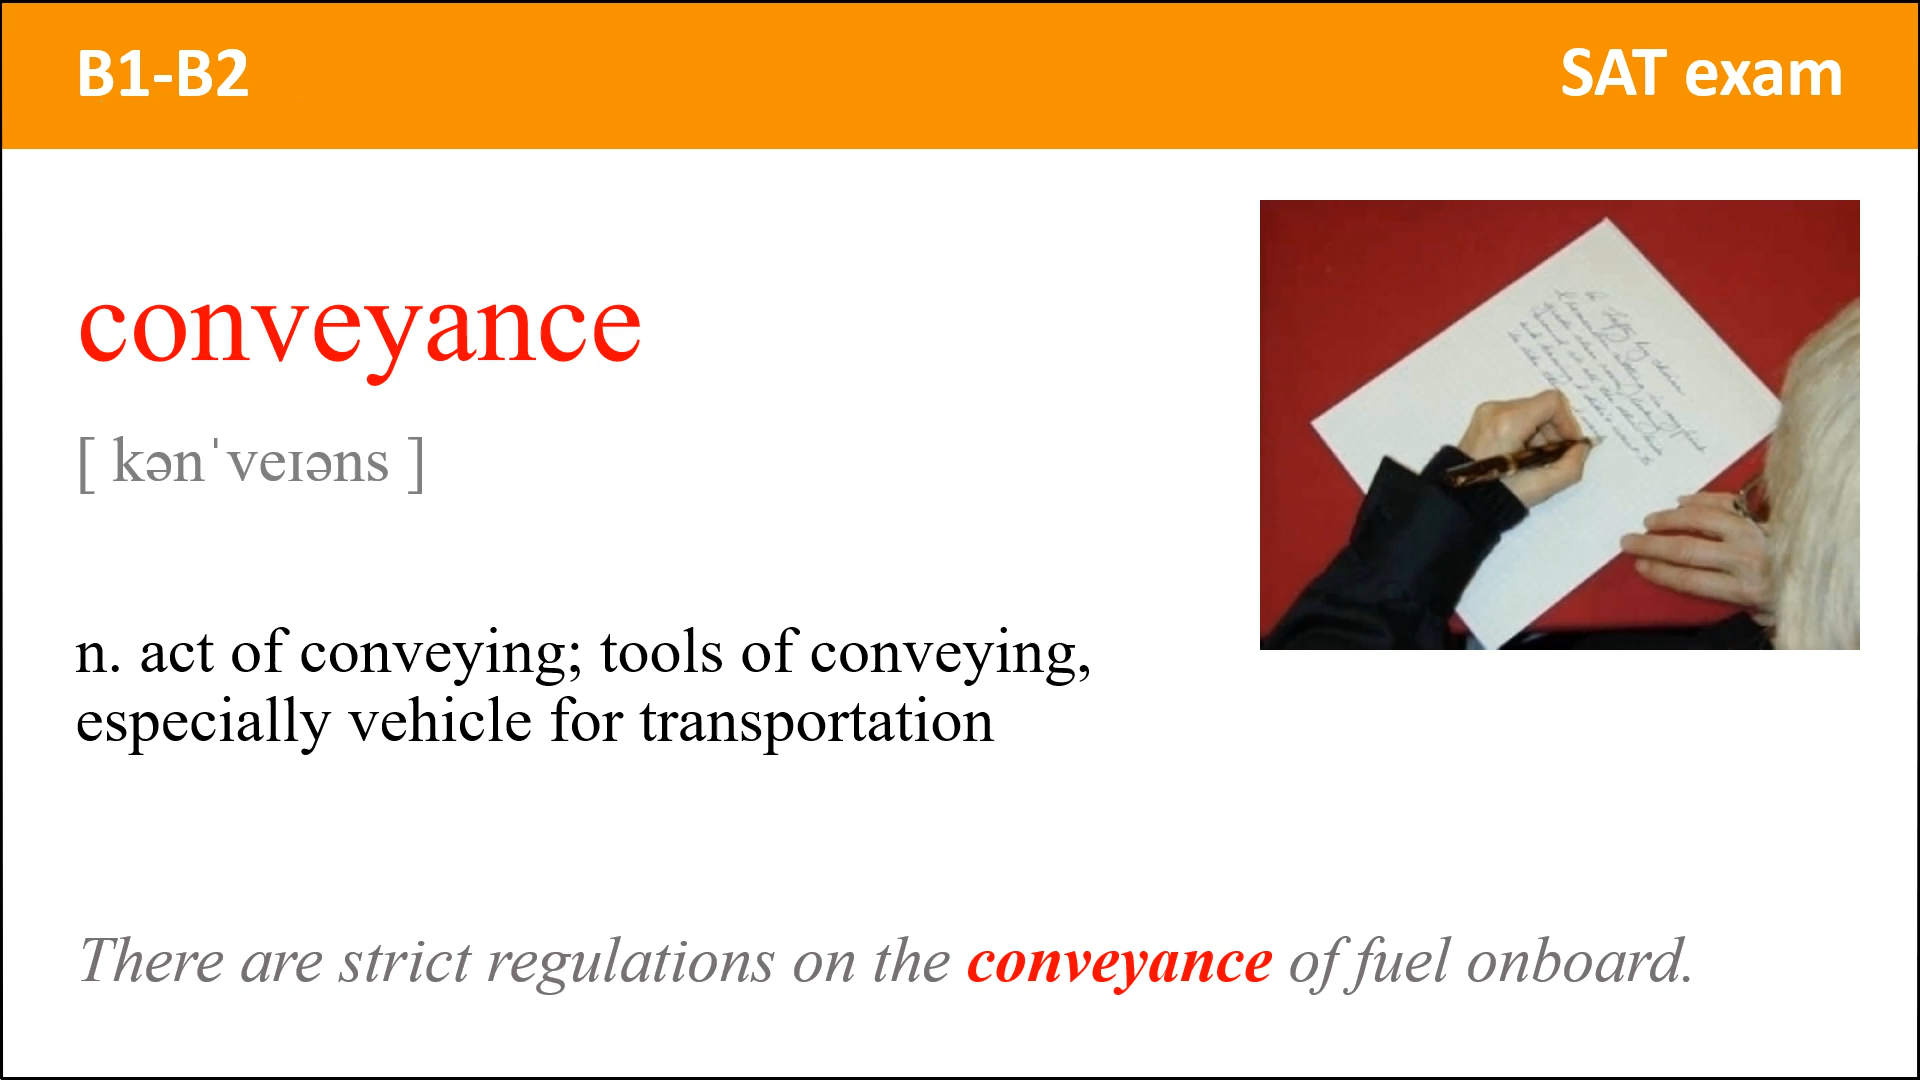 B1-B2
SAT exam
conveyance
[ kənˈveɪəns ]
n. act of conveying; tools of conveying,
especially vehicle for transportation
There are strict regulations on the conveyance of fuel onboard.